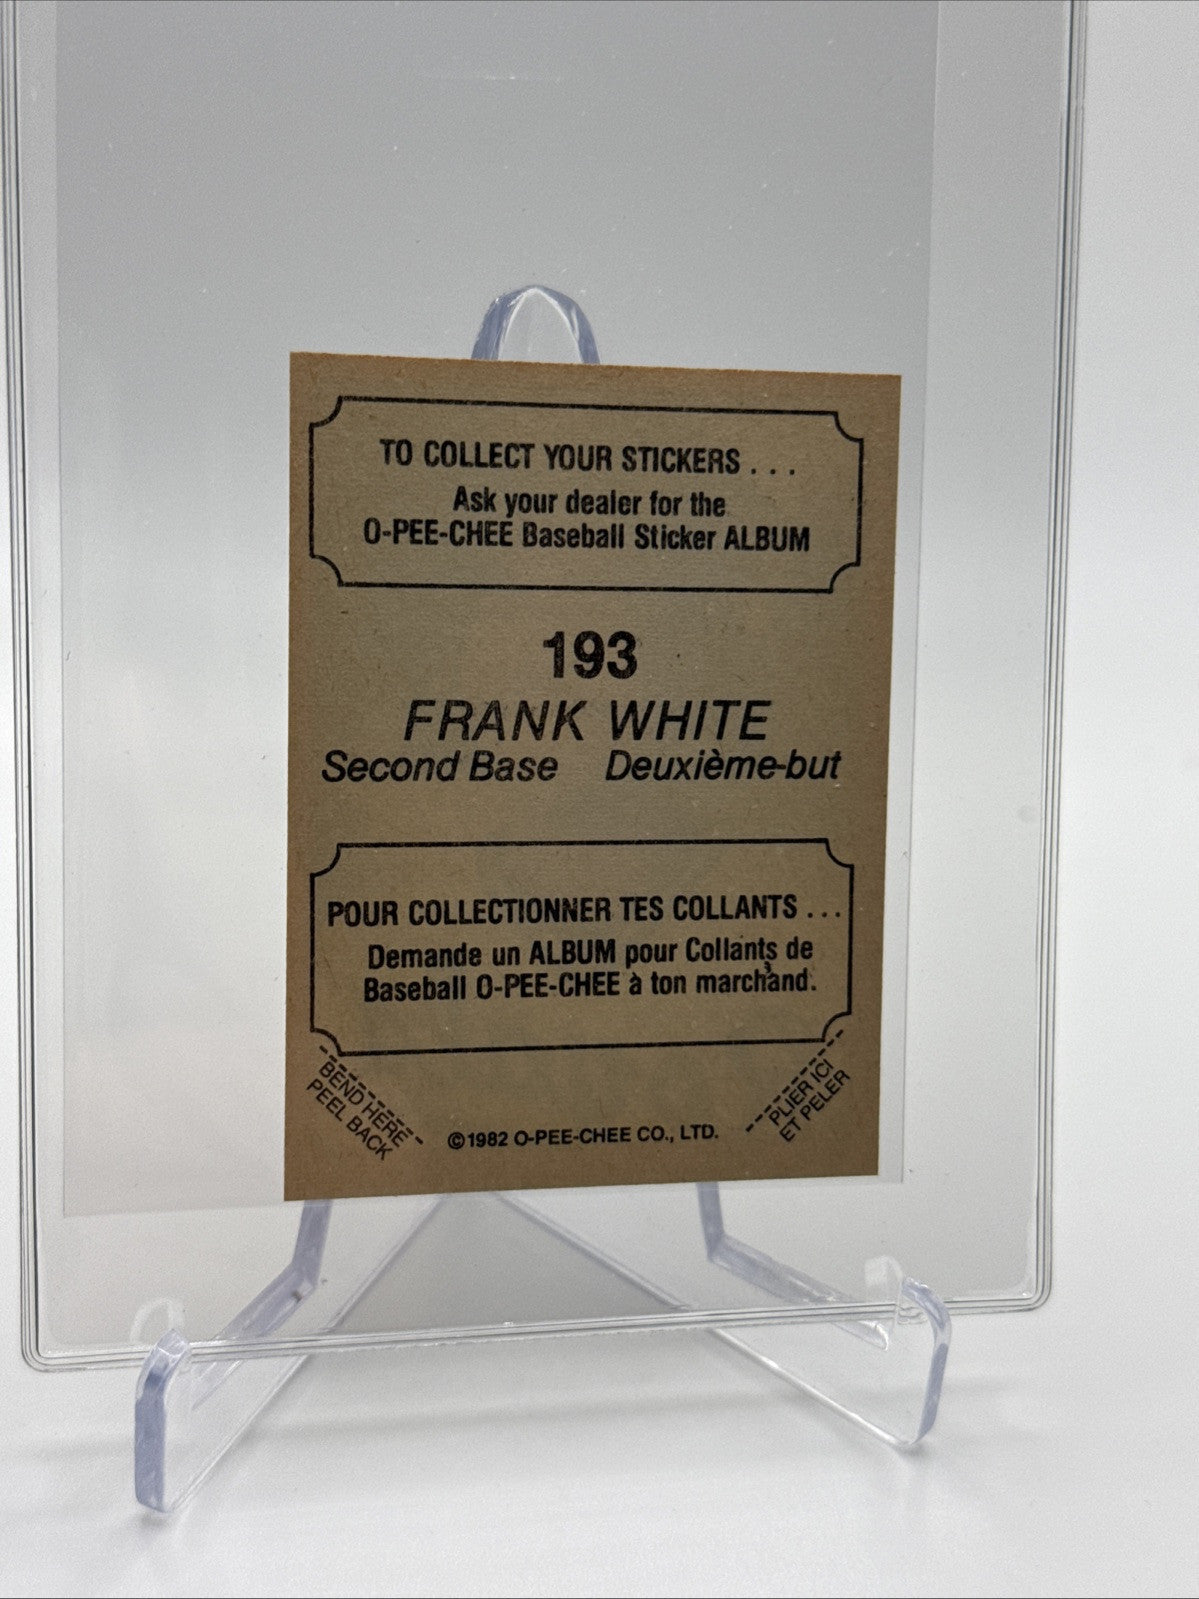 TO COLLECT YOUR STICKERS . . .
Ask your dealer for the
O-PEE-CHEE Baseball Sticker ALBUM
193
FRANK WHITE
Second Base Deuxième-but
POUR COLLECTIONNER TES COLLANTS . . .
Demande un ALBUM pour Collants de
Baseball O-PEE-CHEE à ton marchand.
BEND HERE
PEEL BACK
©1982 O-PEE-CHEE CO., LTD.
PLIER ICI
ET PELER